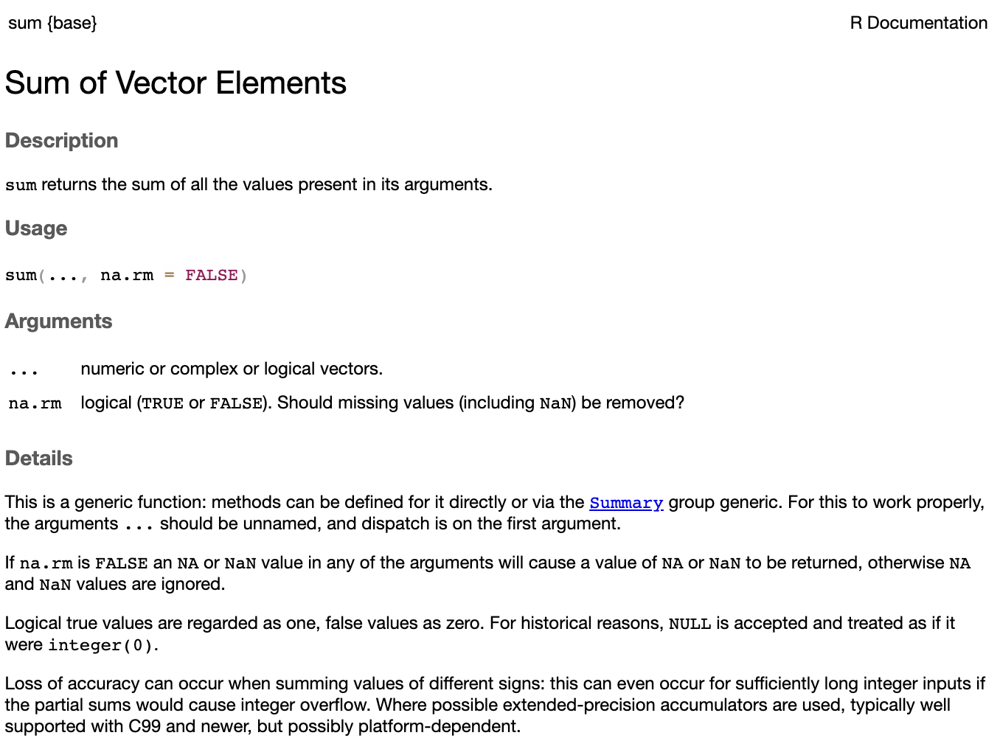 sum {base}
R Documentation
Sum of Vector Elements
Description
sum returns the sum of all the values present in its arguments.
Usage
sum(..., na.rm = FALSE)
Arguments
... numeric or complex or logical vectors.
na.rm logical (TRUE or FALSE). Should missing values (including NaN) be removed?
Details
This is a generic function: methods can be defined for it directly or via the Summary group generic. For this to work properly,
the arguments ... should be unnamed, and dispatch is on the first argument.
If na.rm is FALSE an NA or NaN value in any of the arguments will cause a value of NA or NaN to be returned, otherwise NA
and NaN values are ignored.
Logical true values are regarded as one, false values as zero. For historical reasons, NULL is accepted and treated as if it
were integer(0).
Loss of accuracy can occur when summing values of different signs: this can even occur for sufficiently long integer inputs if
the partial sums would cause integer overflow. Where possible extended-precision accumulators are used, typically well
supported with C99 and newer, but possibly platform-dependent.